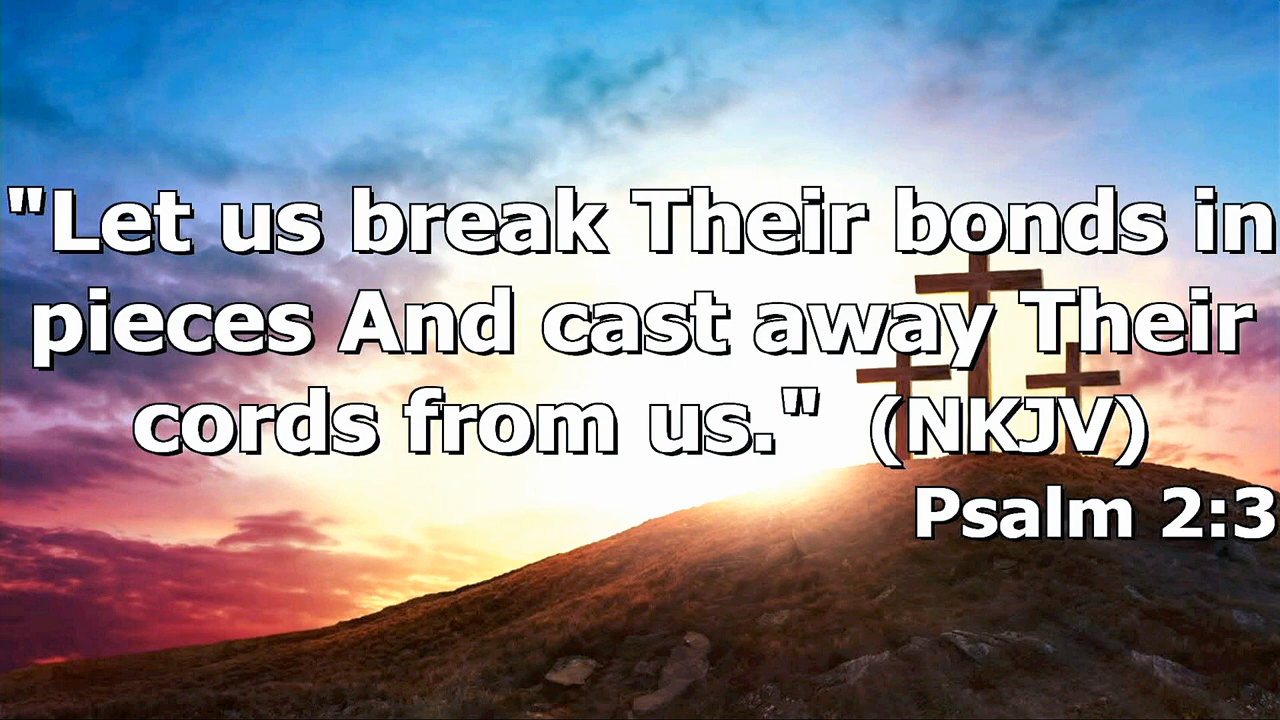 "Let us break Their bonds in
pieces And cast away Their
cords from us."  (NKJV)
Psalm 2:3